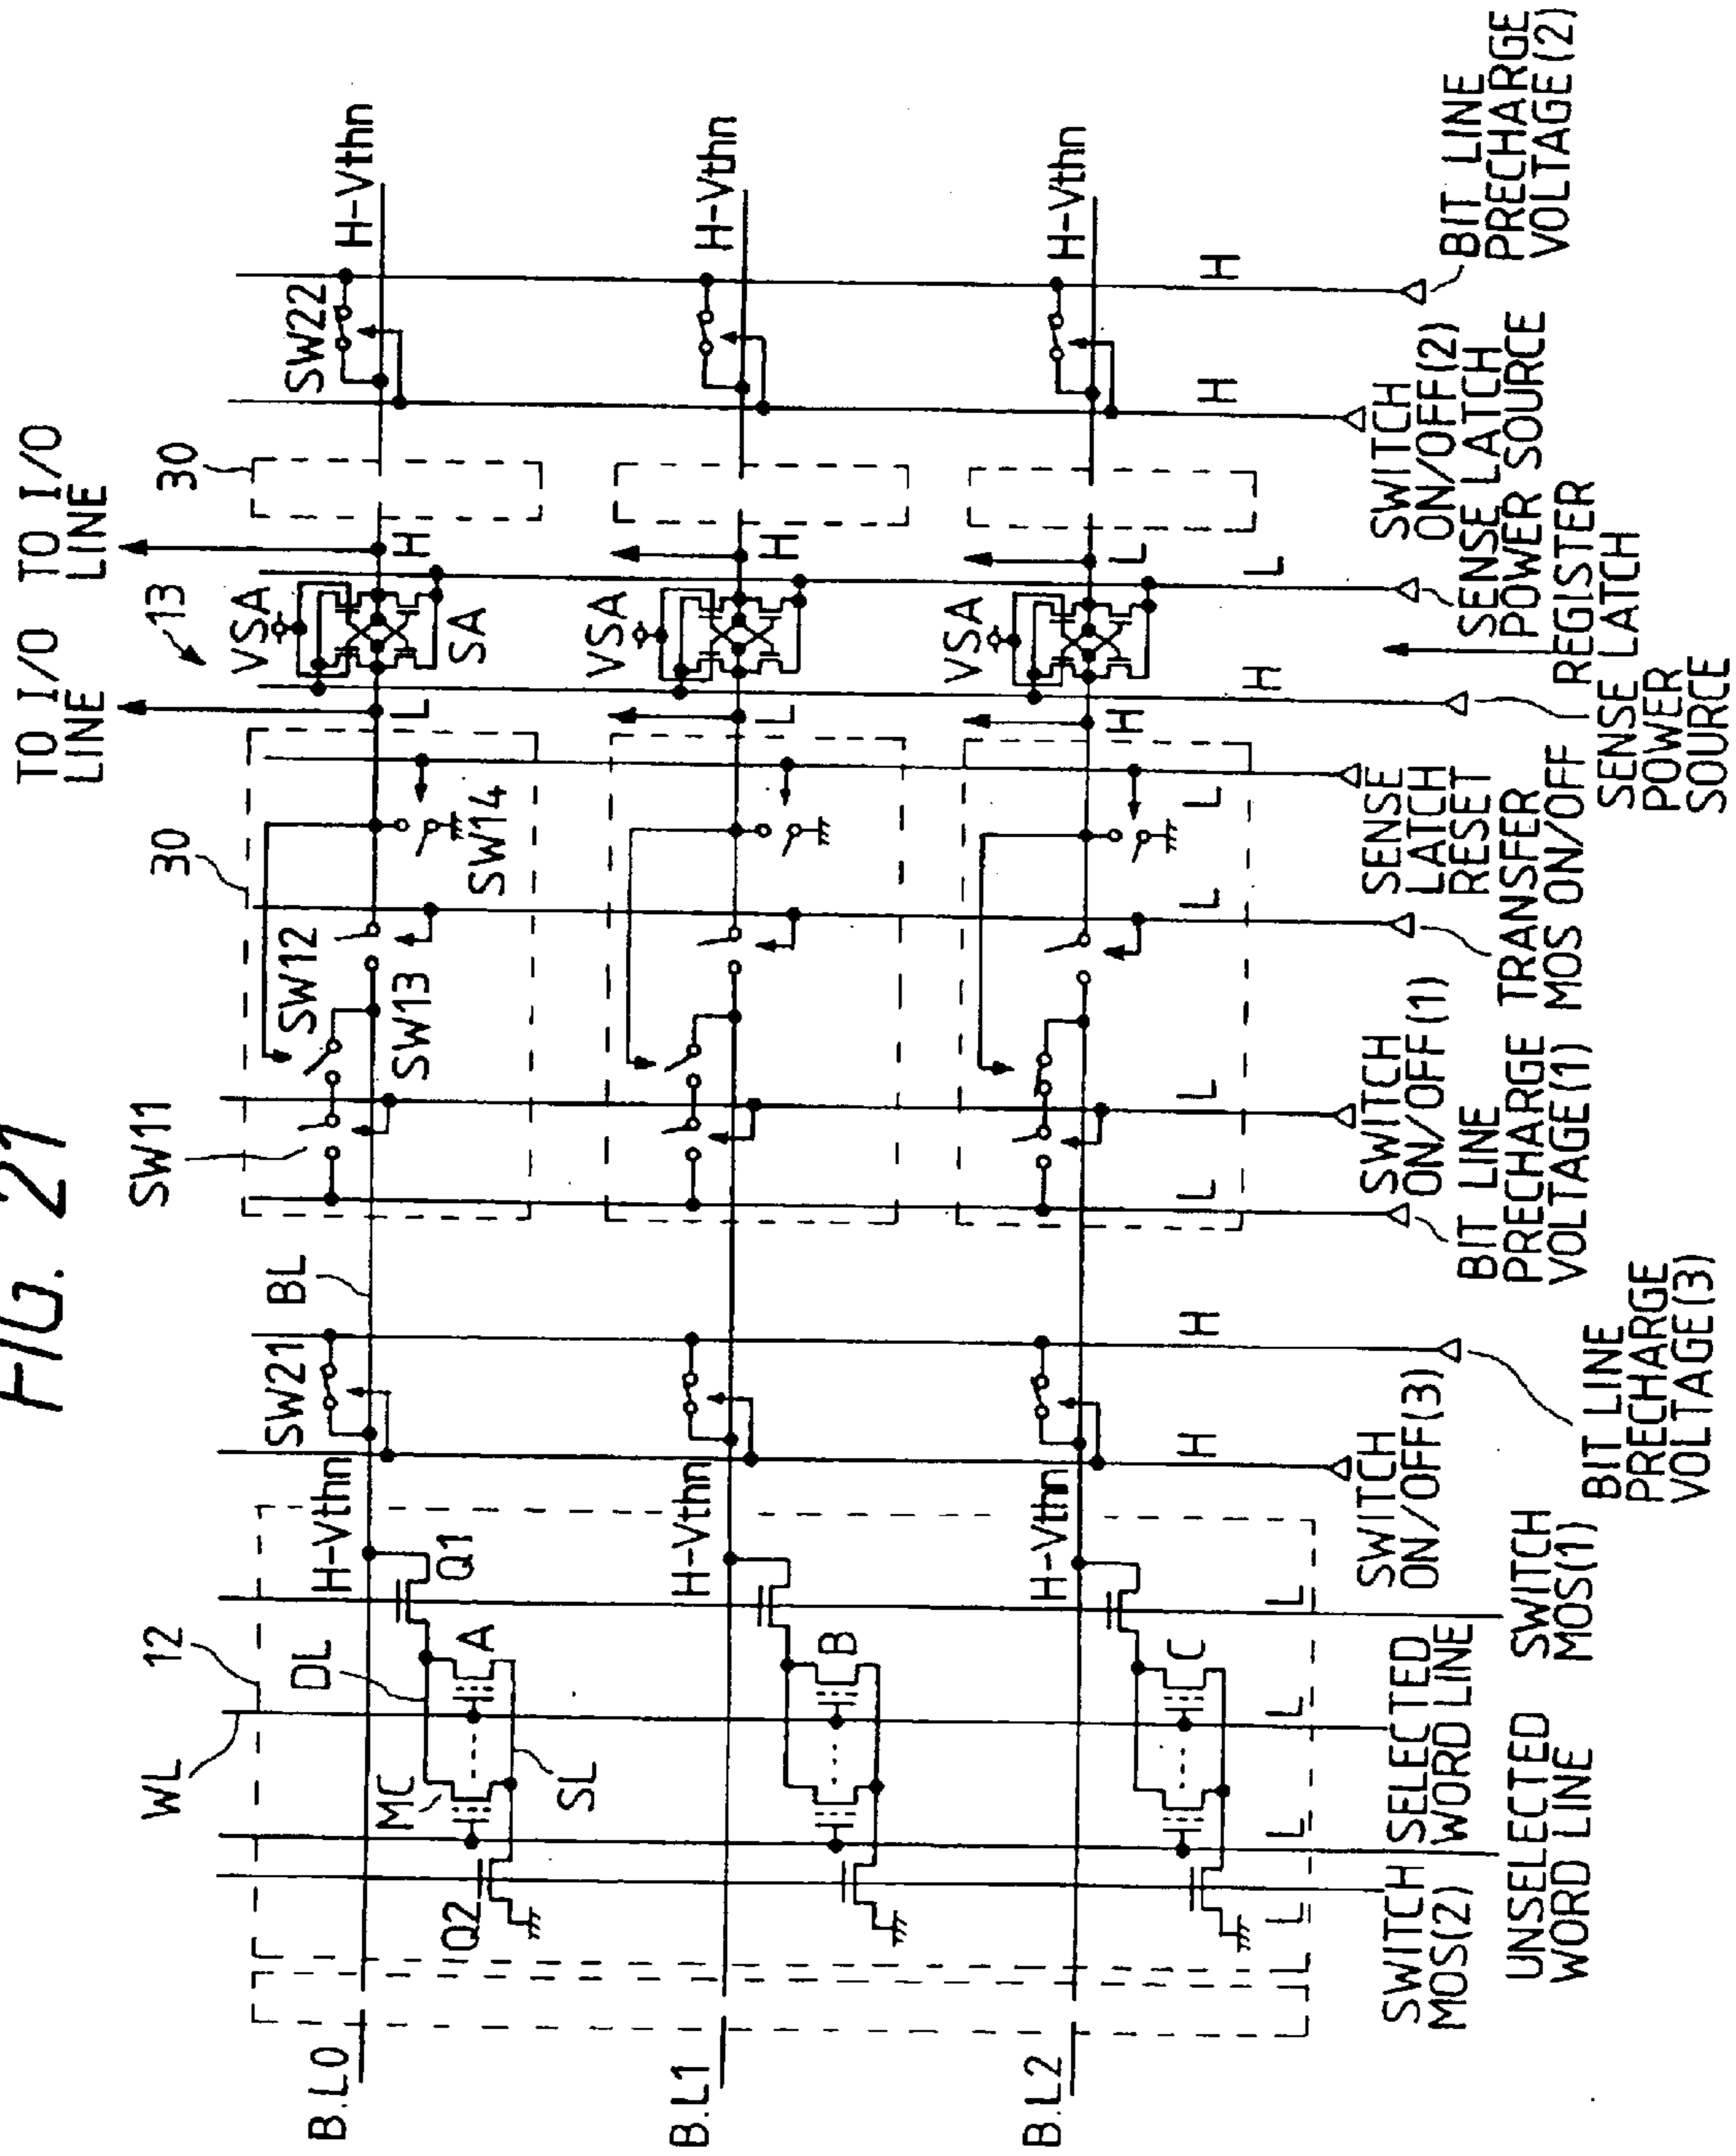 FIG. 21
TO I/O
LINE
TO I/O
LINE
SW11
30
13
30
WL
12
BL
SW12
VSA
SW22
H-Vthn
DL
H-Vthn
SW21
SW13
SW14
L
SA
H
MC
A
Q1
Q2
SL
B.L0
VSA
H-Vthn
H-Vthn
L
H
B
B.L1
VSA
H-Vthn
H-Vthn
H
L
C
B.L2
L
L
L
L
H
H
L
L
L
L
H
L
H
H
SWITCH
MOS(2)
UNSELECTED
WORD LINE
SELECTED
WORD LINE
SWITCH
MOS(1)
SWITCH
ON/OFF(3)
BIT LINE
PRECHARGE
VOLTAGE(3)
BIT LINE
PRECHARGE
VOLTAGE(1)
SWITCH
ON/OFF(1)
TRANSFER
MOS ON/OFF
SENSE
LATCH
RESET
SENSE LATCH
POWER
SOURCE
REGISTER
SENSE LATCH
POWER SOURCE
SWITCH
ON/OFF(2)
BIT LINE
PRECHARGE
VOLTAGE(2)